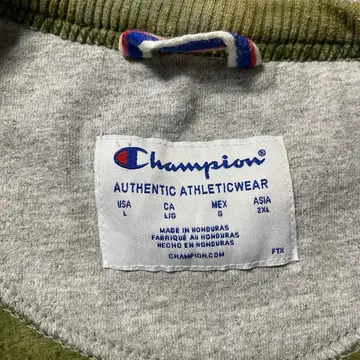 Champion
AUTHENTIC ATHLETICWEAR
USA CA MEX ASIA
L L/G G 2XL
MADE IN HONDURAS
FABRIQUÉ AU HONDURAS
HECHO EN HONDURAS
CHAMPION.COM FTX